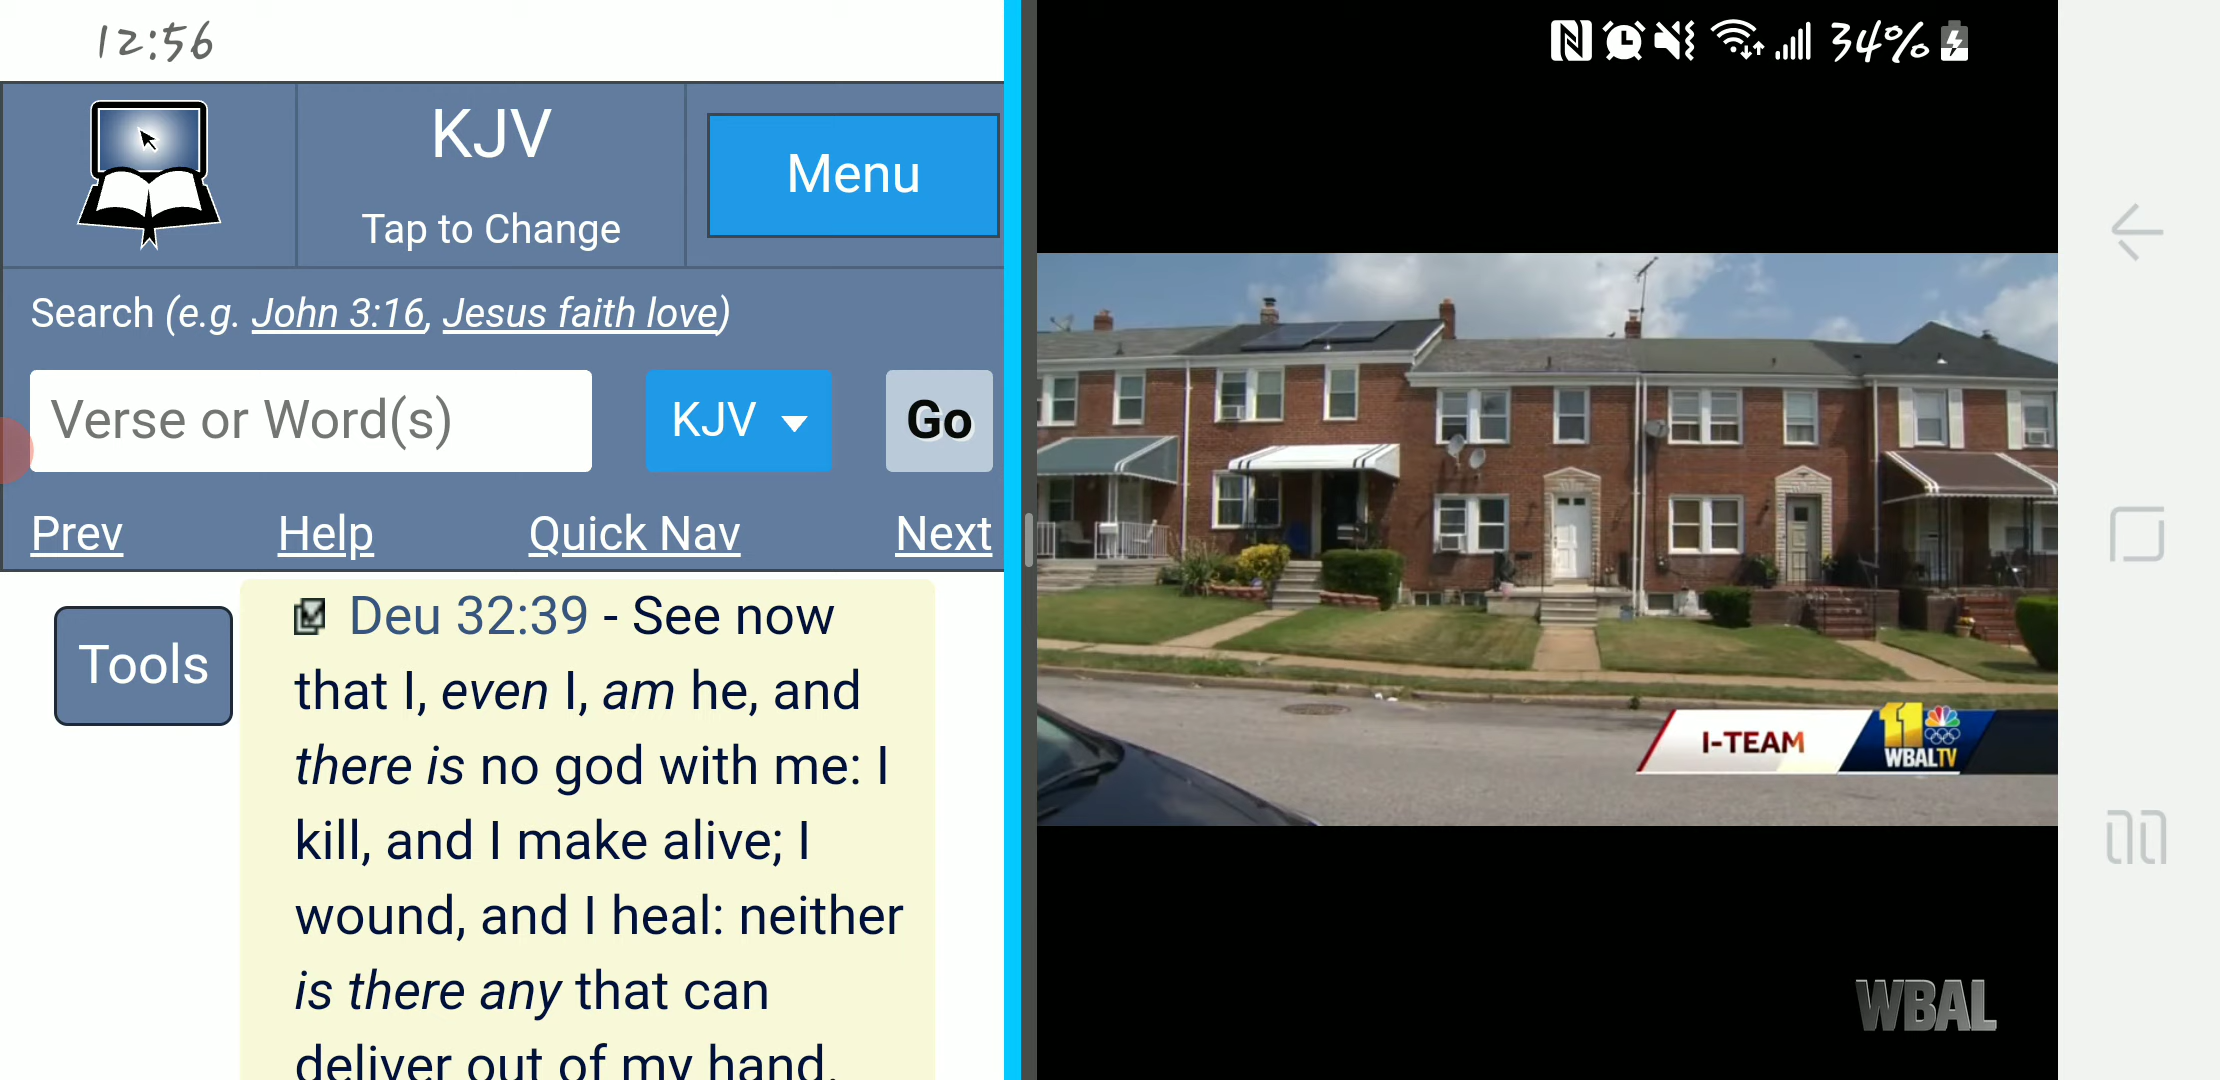 12:56
34%
KJV
Tap to Change
Menu
Search (e.g. John 3:16, Jesus faith love)
Verse or Word(s)
KJV
Go
Prev
Help
Quick Nav
Next
Tools
Deu 32:39 - See now
that I, even I, am he, and
there is no god with me: I
kill, and I make alive; I
wound, and I heal: neither
is there any that can
deliver out of my hand.
I-TEAM
11
WBALTV
WBAL